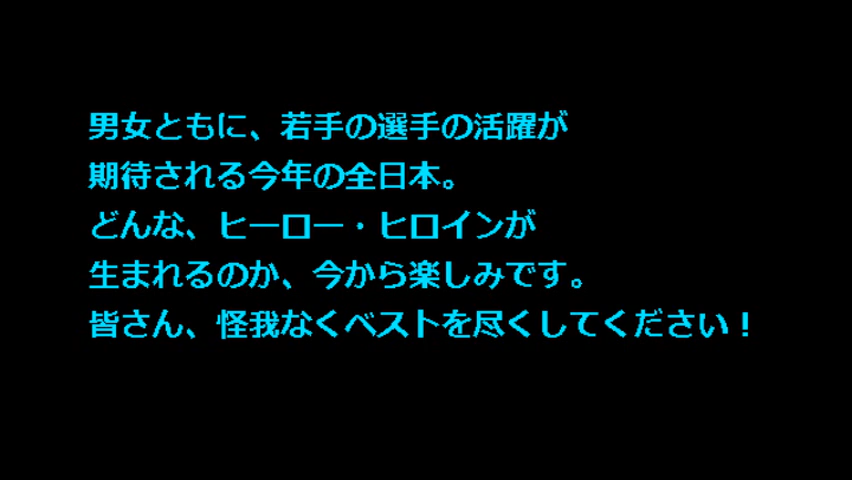 男女ともに、若手の選手の活躍が
期待される今年の全日本。
どんな、ヒーロー・ヒロインが
生まれるのか、今から楽しみです。
皆さん、怪我なくベストを尽くしてください！